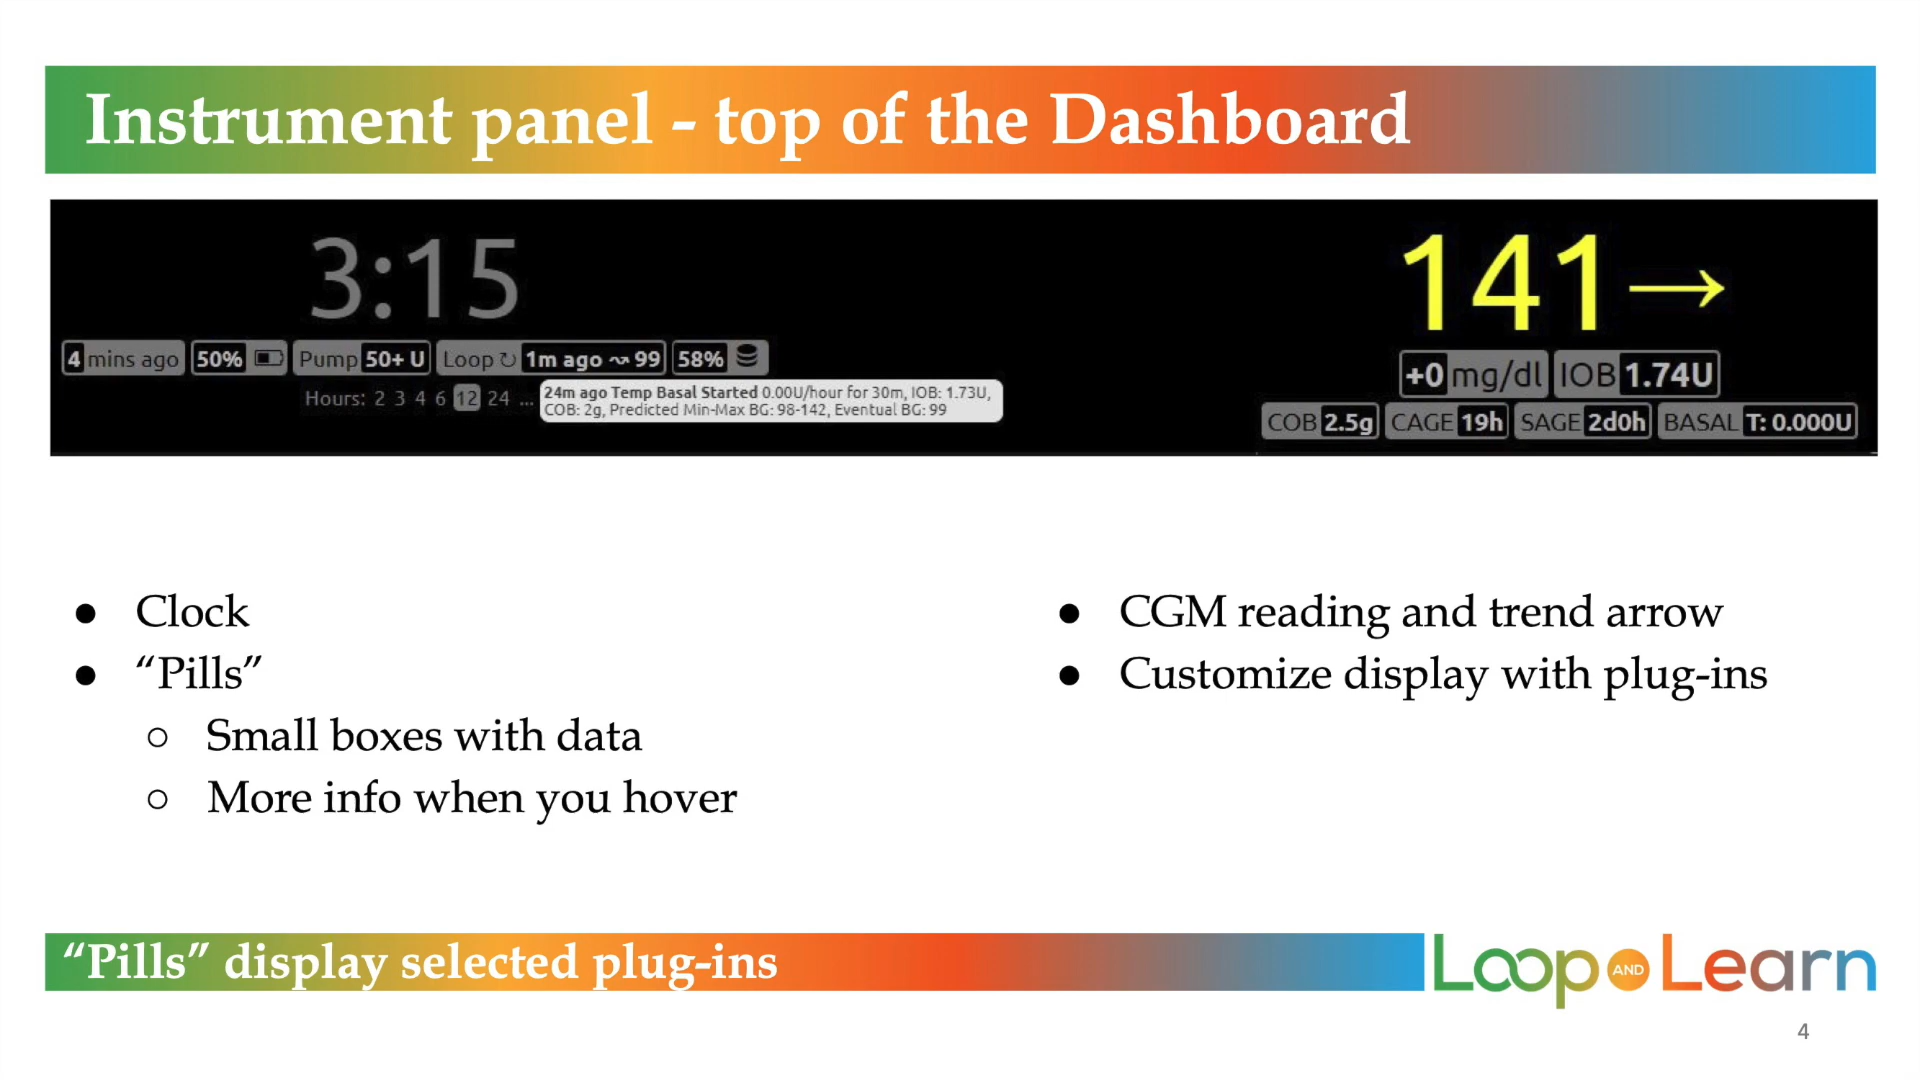 Instrument panel - top of the Dashboard
3:15
4 mins ago 50% Pump 50+ U Loop ↻ 1m ago ↝ 99 58%
Hours: 2 3 4 6 12 24 ...
24m ago Temp Basal Started 0.00U/hour for 30m, IOB: 1.73U,
COB: 2g, Predicted Min-Max BG: 98-142, Eventual BG: 99
141→
+0 mg/dl IOB 1.74U
COB 2.5g CAGE 19h SAGE 2d0h BASAL T: 0.000U
● Clock
● “Pills”
○ Small boxes with data
○ More info when you hover
● CGM reading and trend arrow
● Customize display with plug-ins
“Pills” display selected plug-ins
Loop AND Learn
4